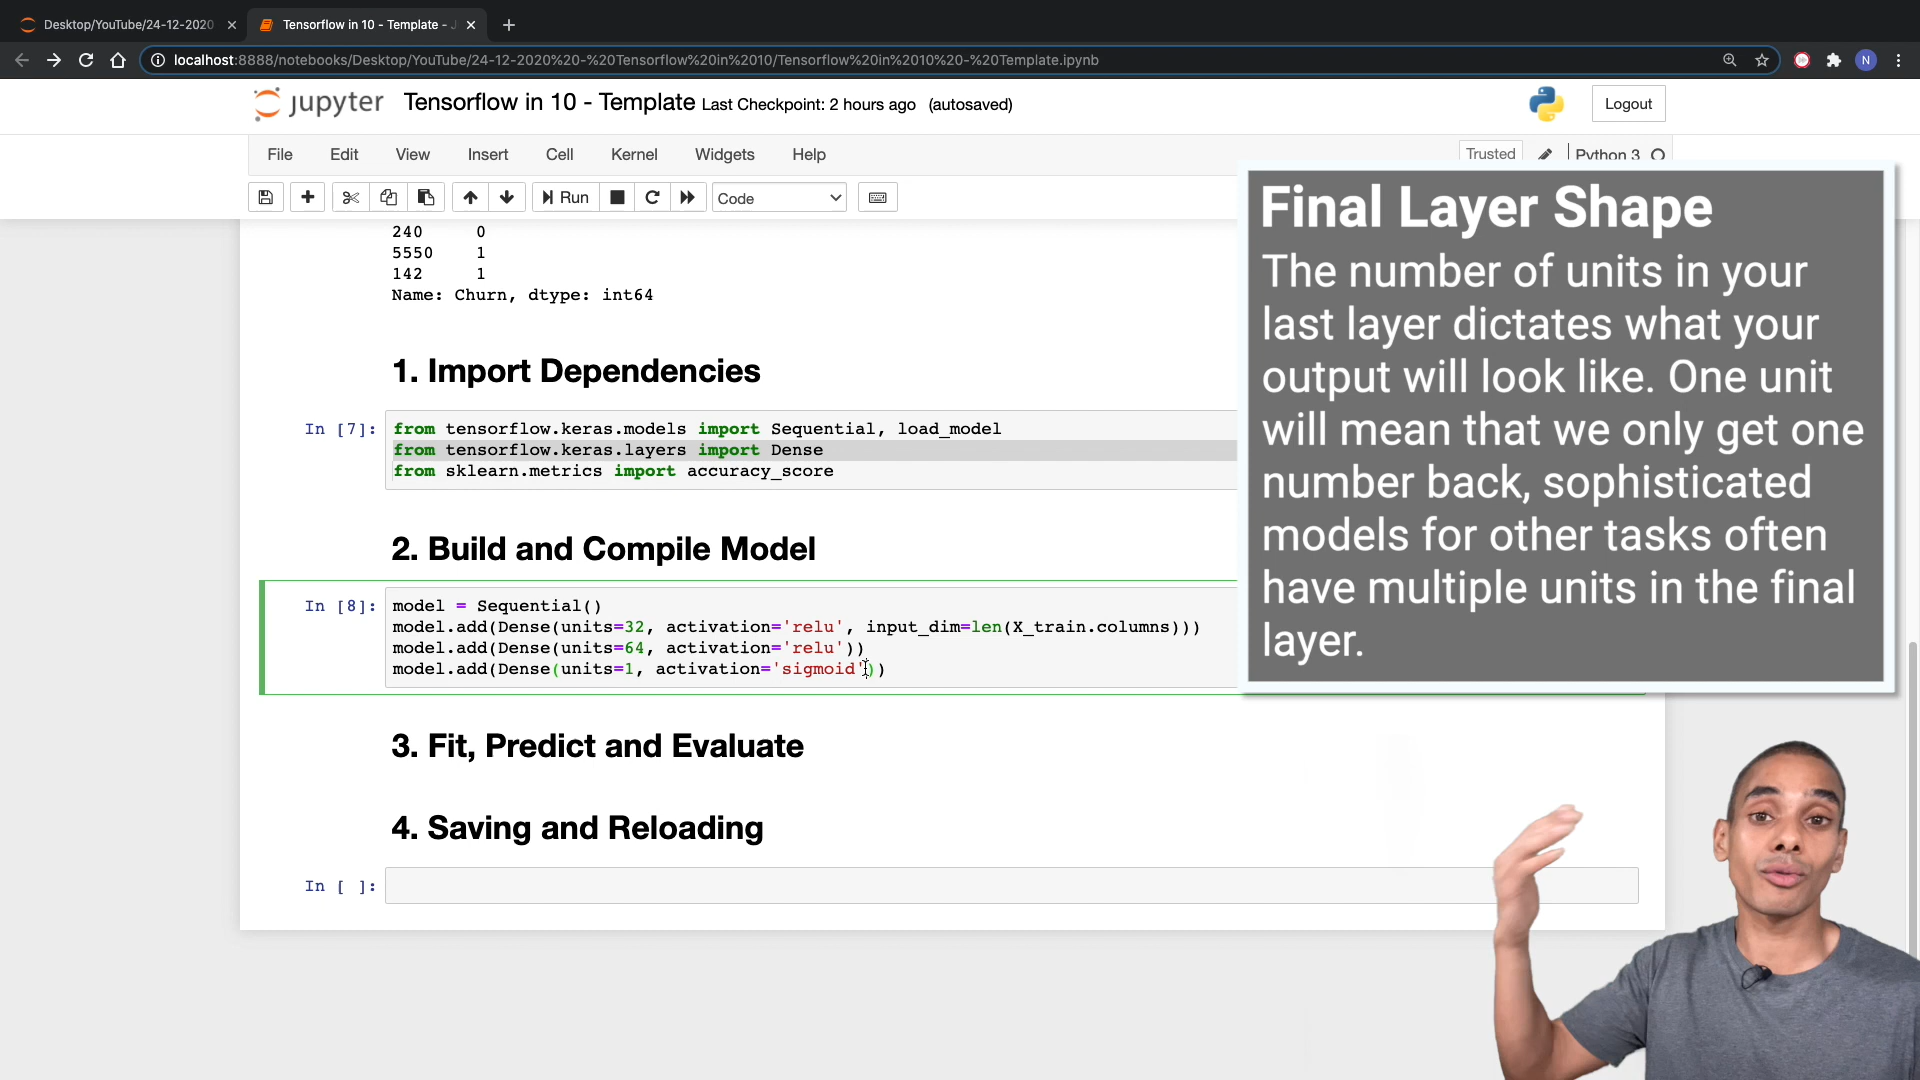 Desktop/YouTube/24-12-2020
Tensorflow in 10 - Template - J
localhost:8888/notebooks/Desktop/YouTube/24-12-2020%20-%20Tensorflow%20in%2010/Tensorflow%20in%2010%20-%20Template.ipynb
N
jupyter Tensorflow in 10 - Template Last Checkpoint: 2 hours ago (autosaved)
Logout
File Edit View Insert Cell Kernel Widgets Help
Trusted Python 3
Run Code
240 0
5550 1
142 1
Name: Churn, dtype: int64
1. Import Dependencies
In [7]: from tensorflow.keras.models import Sequential, load_model
from tensorflow.keras.layers import Dense
from sklearn.metrics import accuracy_score
2. Build and Compile Model
In [8]: model = Sequential()
model.add(Dense(units=32, activation='relu', input_dim=len(X_train.columns)))
model.add(Dense(units=64, activation='relu'))
model.add(Dense(units=1, activation='sigmoid'))
3. Fit, Predict and Evaluate
4. Saving and Reloading
In [ ]:
Final Layer Shape
The number of units in your
last layer dictates what your
output will look like. One unit
will mean that we only get one
number back, sophisticated
models for other tasks often
have multiple units in the final
layer.